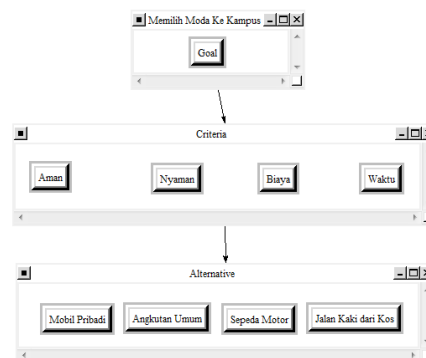 Memilih Moda Ke Kampus
Goal
Criteria
Aman
Nyaman
Biaya
Waktu
Alternative
Mobil Pribadi
Angkutan Umum
Sepeda Motor
Jalan Kaki dari Kos